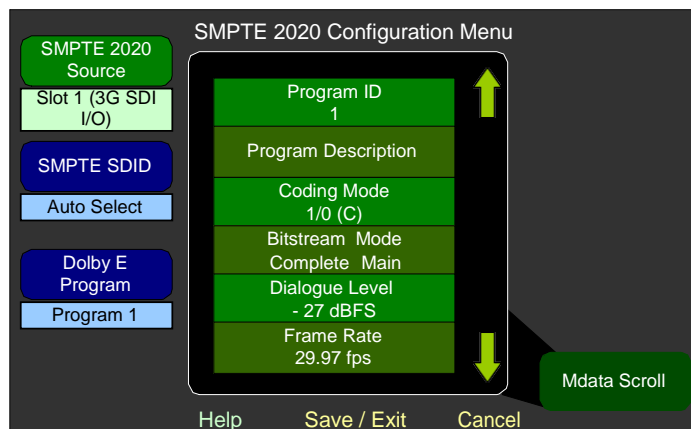 SMPTE 2020 Configuration Menu
SMPTE 2020
Source
Slot 1 (3G SDI
I/O)
SMPTE SDID
Auto Select
Dolby E
Program
Program 1
Program ID
1
Program Description
Coding Mode
1/0 (C)
Bitstream Mode
Complete Main
Dialogue Level
- 27 dBFS
Frame Rate
29.97 fps
Mdata Scroll
Help Save / Exit Cancel